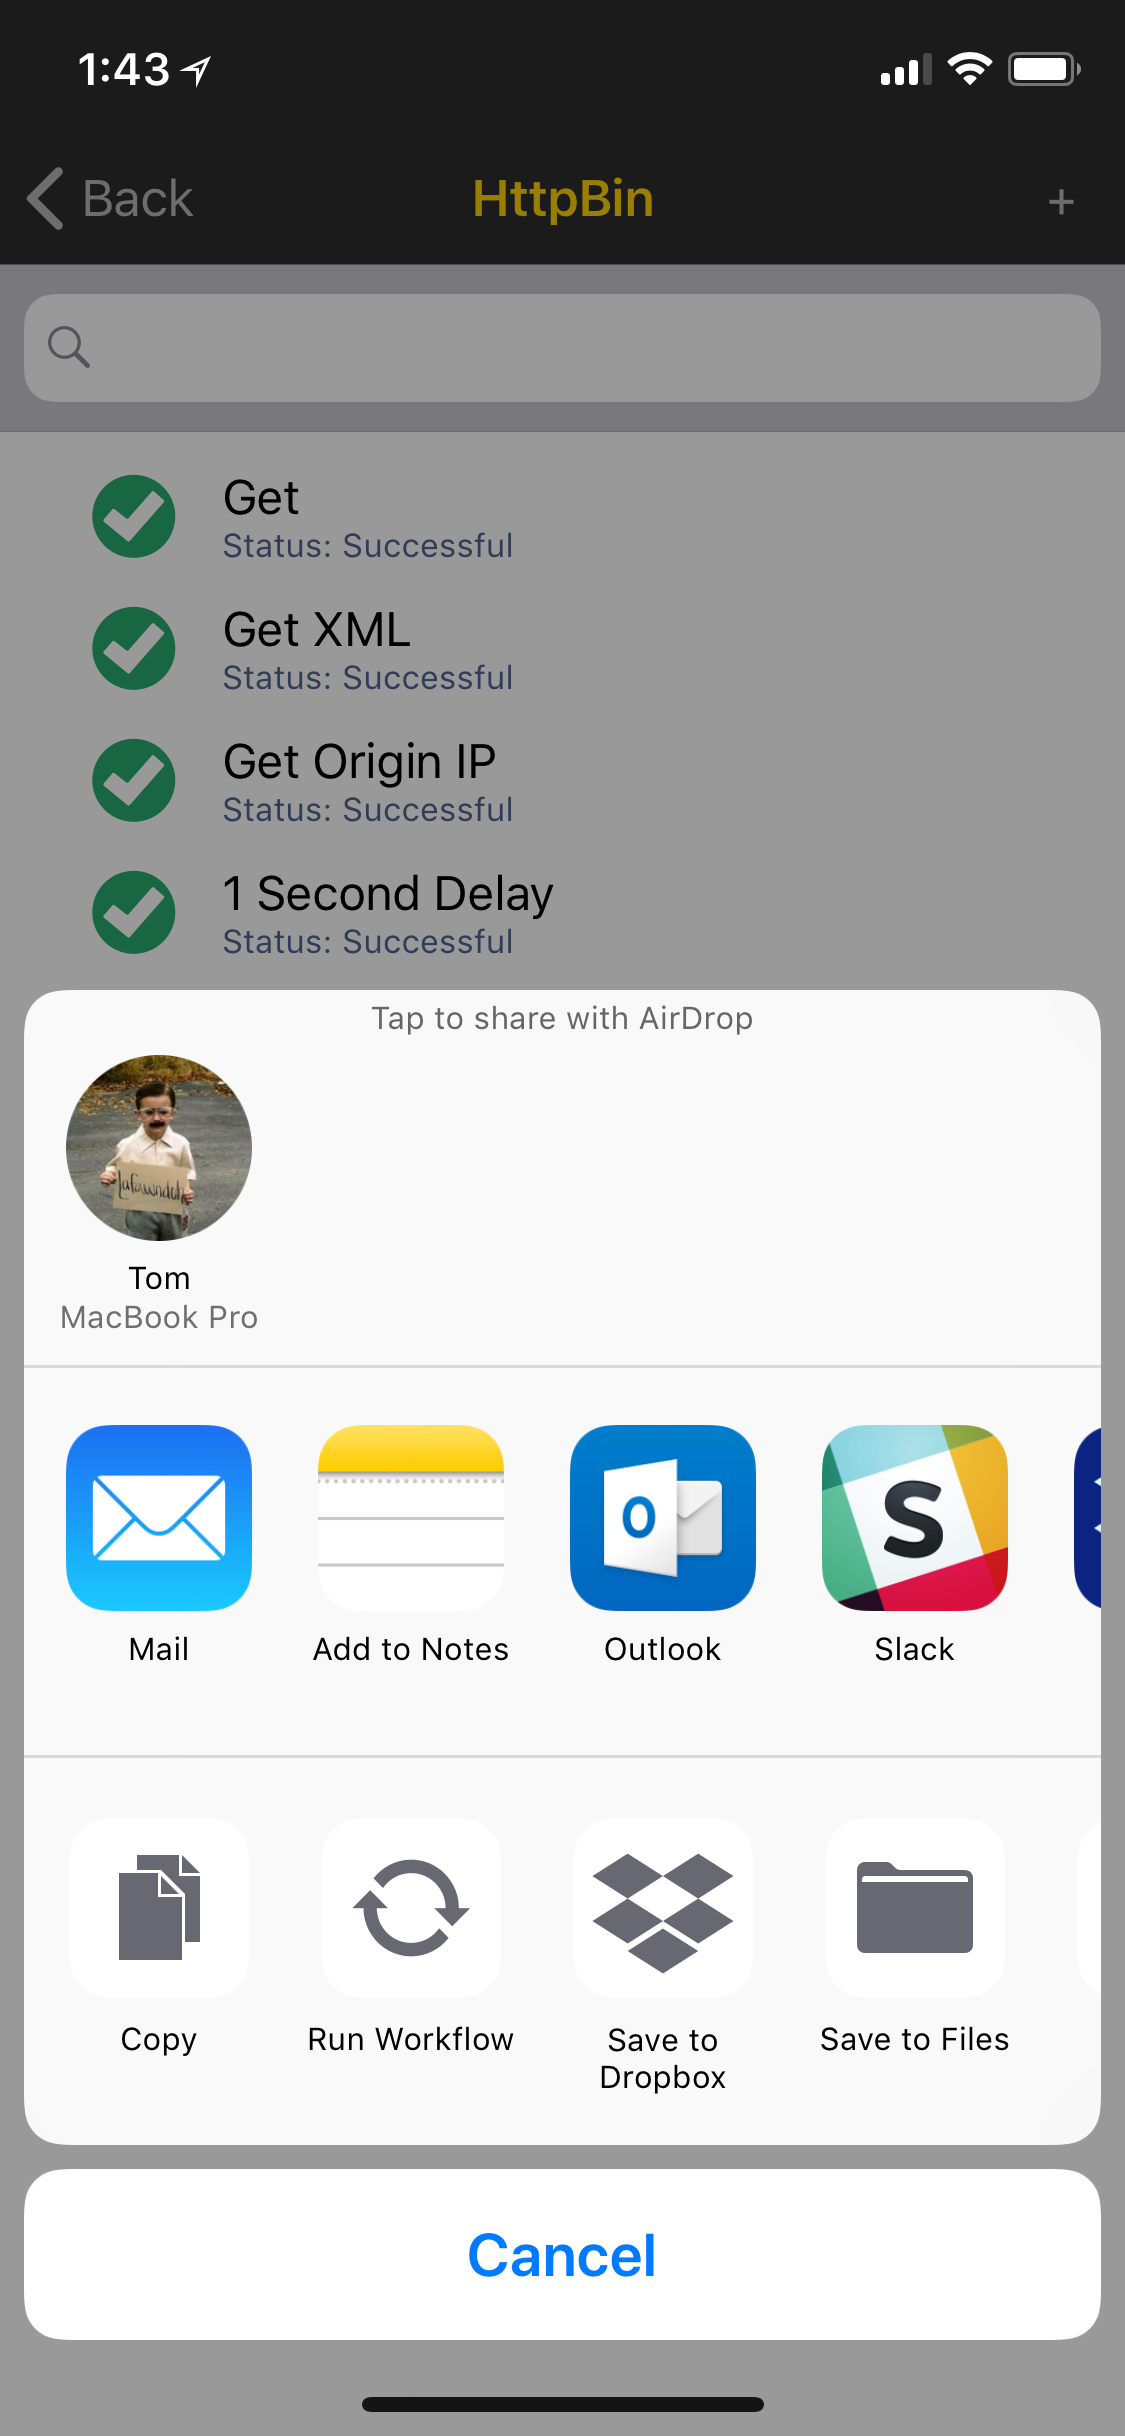 1:43
Back
HttpBin
+
Get
Status: Successful
Get XML
Status: Successful
Get Origin IP
Status: Successful
1 Second Delay
Status: Successful
Tap to share with AirDrop
Lafawnduh
Tom
MacBook Pro
Mail
Add to Notes
Outlook
Slack
Copy
Run Workflow
Save to
Dropbox
Save to Files
Cancel